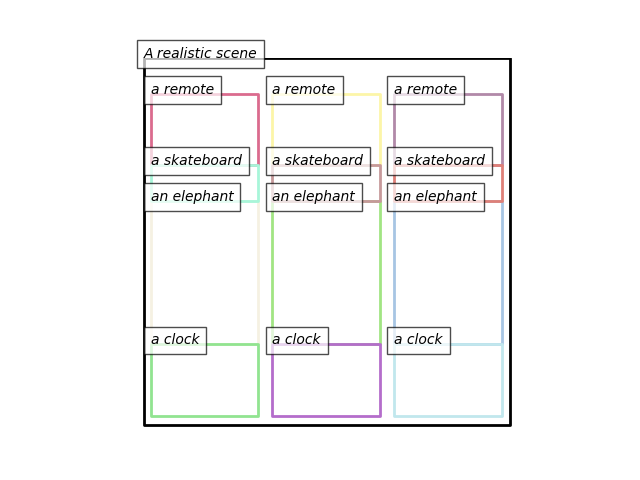 A realistic scene
a remote a remote a remote
a skateboard a skateboard a skateboard
an elephant an elephant an elephant
a clock a clock a clock